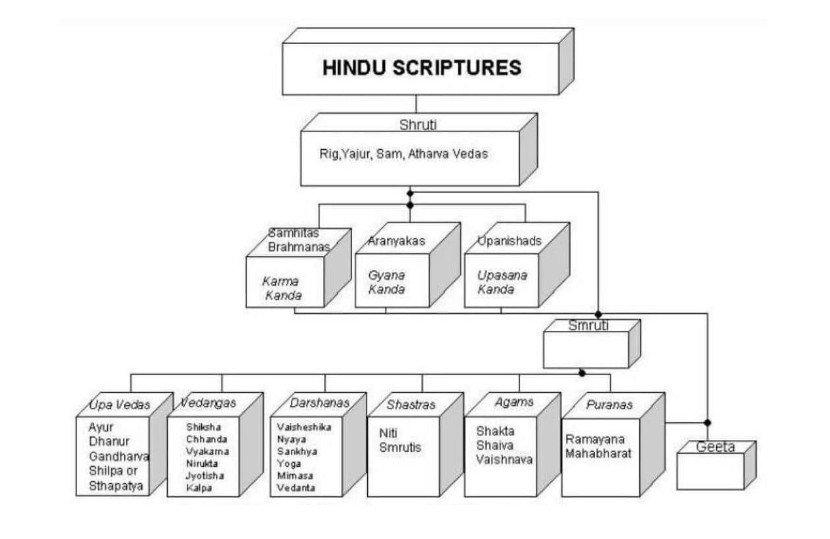 HINDU SCRIPTURES
Shruti
Rig,Yajur, Sam, Atharva Vedas
Samhitas
Brahmanas
Karma
Kanda
Aranyakas
Gyana
Kanda
Upanishads
Upasana
Kanda
Smruti
Upa Vedas
Ayur
Dhanur
Gandharva
Shilpa or
Sthapatya
Vedangas
Shiksha
Chhanda
Vyakarna
Nirukta
Jyotisha
Kalpa
Darshanas
Vaisheshika
Nyaya
Sankhya
Yoga
Mimasa
Vedanta
Shastras
Niti
Smrutis
Agams
Shakta
Shaiva
Vaishnava
Puranas
Ramayana
Mahabharat
Geeta